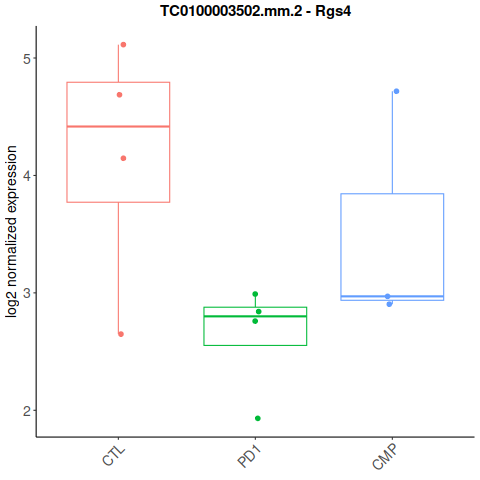 TC0100003502.mm.2 - Rgs4
log2 normalized expression
5
4
3
2
CTL
PD1
CMP